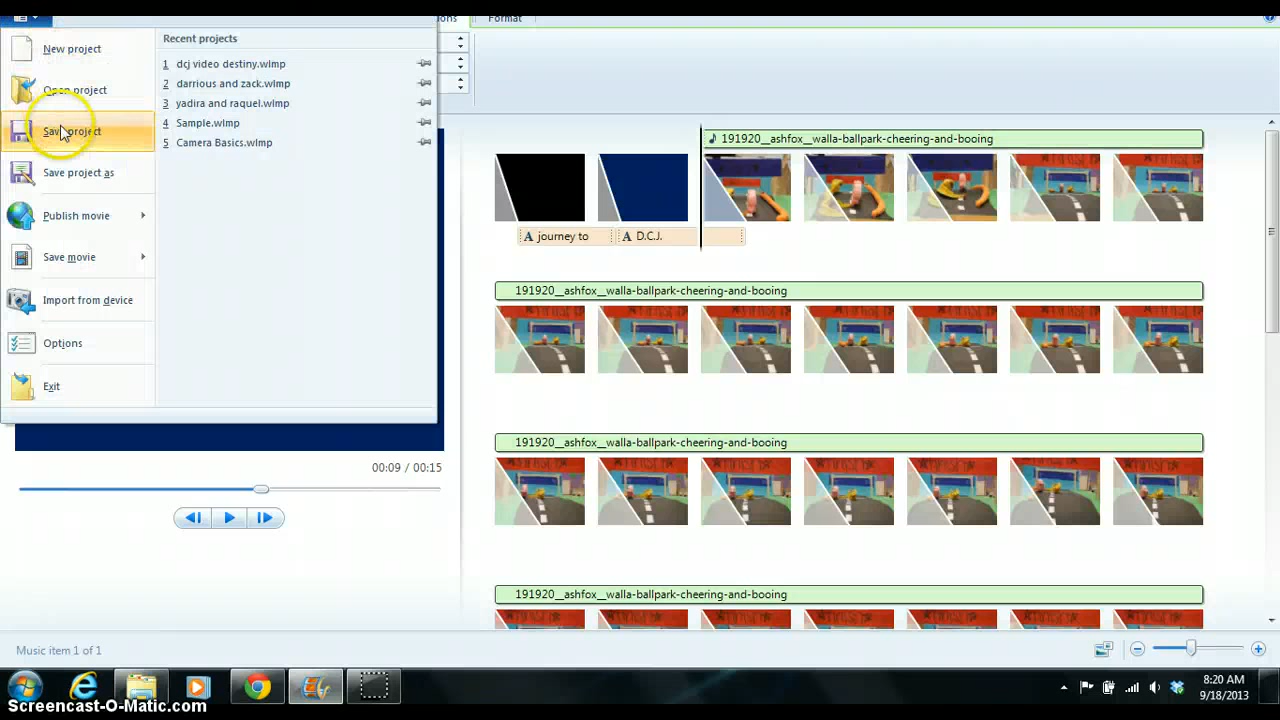 ons
Format
New project
Open project
Save project
Save project as
Publish movie
Save movie
Import from device
Options
Exit
Recent projects
1 dcj video destiny.wlmp
2 darrious and zack.wlmp
3 yadira and raquel.wlmp
4 Sample.wlmp
5 Camera Basics.wlmp
191920__ashfox__walla-ballpark-cheering-and-booing
A journey to
A D.C.J.
191920__ashfox__walla-ballpark-cheering-and-booing
191920__ashfox__walla-ballpark-cheering-and-booing
191920__ashfox__walla-ballpark-cheering-and-booing
00:09 / 00:15
Music item 1 of 1
8:20 AM
9/18/2013
Screencast-O-Matic.com